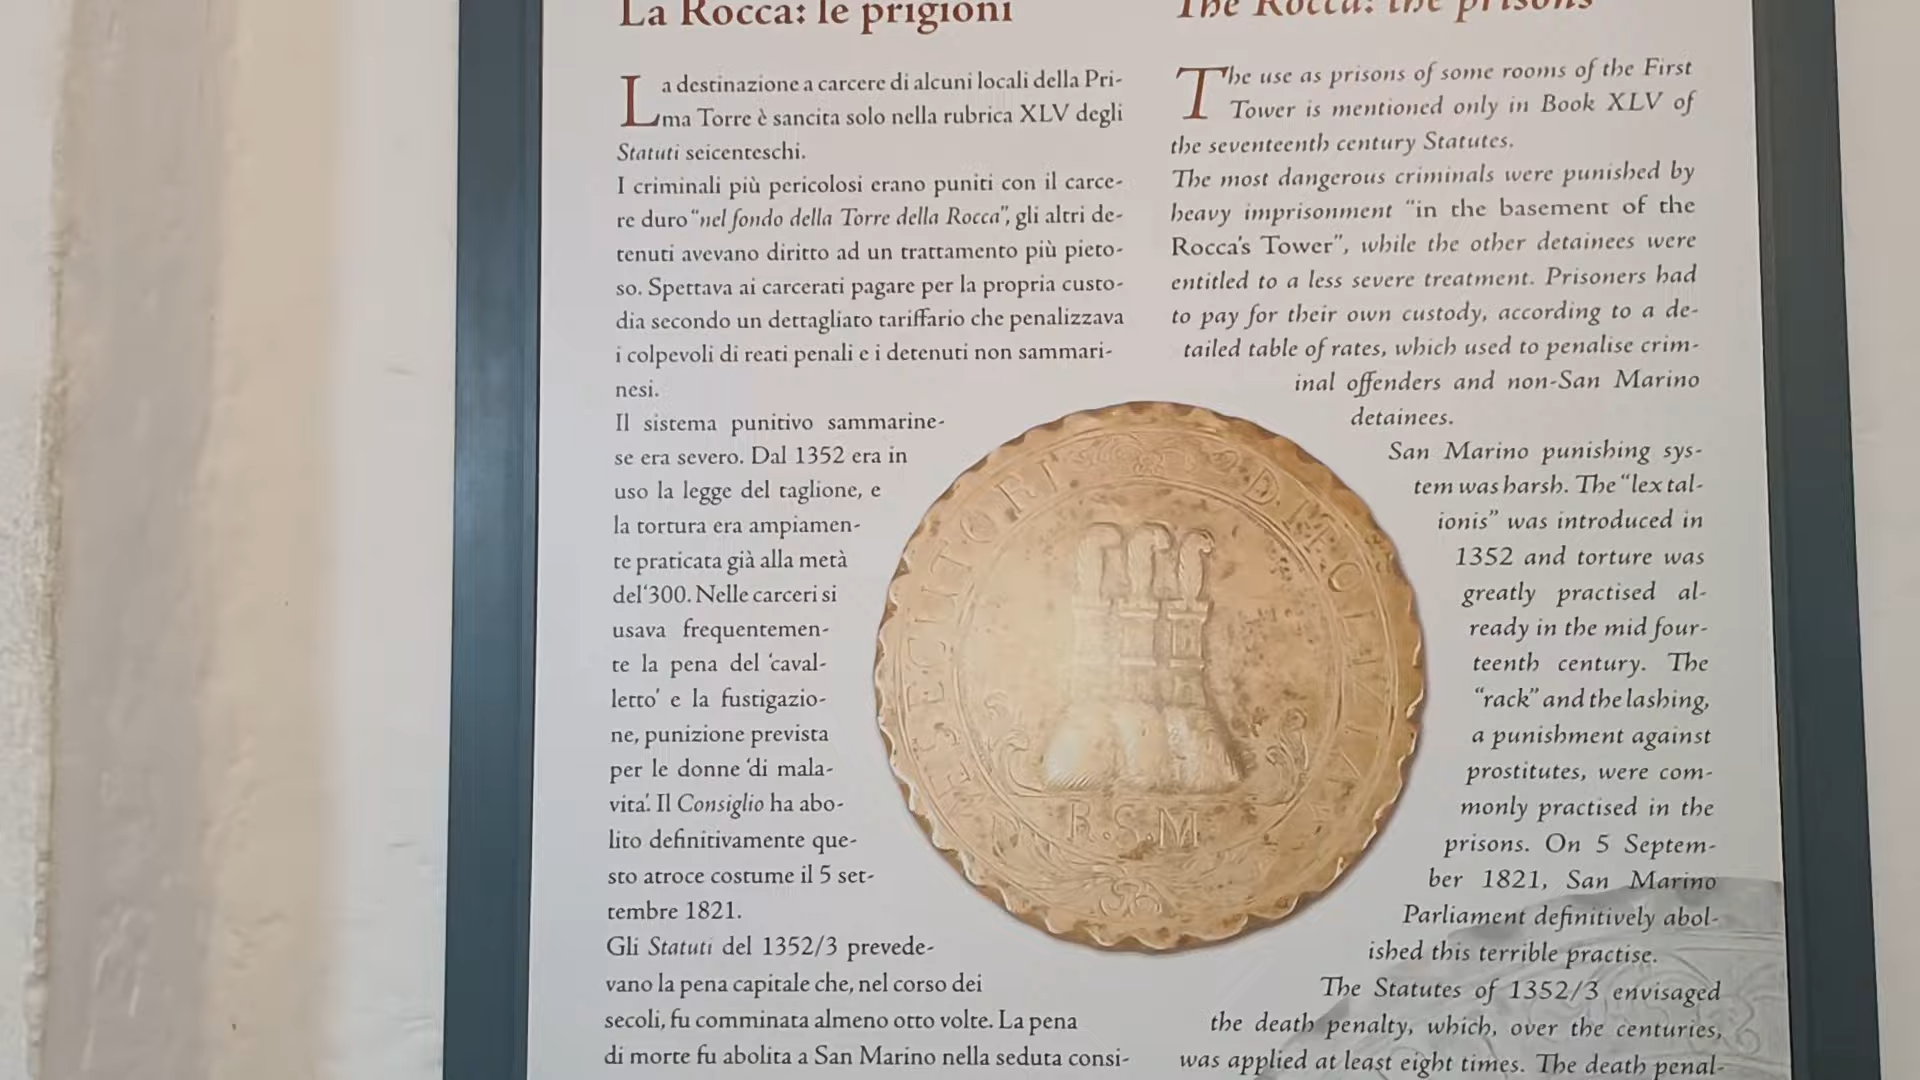 La Rocca: le prigioni
La destinazione a carcere di alcuni locali della Pri-
ma Torre è sancita solo nella rubrica XLV degli
Statuti seicenteschi.
I criminali più pericolosi erano puniti con il carce-
re duro “nel fondo della Torre della Rocca”, gli altri de-
tenuti avevano diritto ad un trattamento più pieto-
so. Spettava ai carcerati pagare per la propria custo-
dia secondo un dettagliato tariffario che penalizzava
i colpevoli di reati penali e i detenuti non sammari-
nesi.
Il sistema punitivo sammarine-
se era severo. Dal 1352 era in
uso la legge del taglione, e
la tortura era ampiamen-
te praticata già alla metà
del‘300. Nelle carceri si
usava frequentemen-
te la pena del ‘caval-
letto’ e la fustigazio-
ne, punizione prevista
per le donne ‘di mala-
vita’. Il Consiglio ha abo-
lito definitivamente que-
sto atroce costume il 5 set-
tembre 1821.
Gli Statuti del 1352/3 prevede-
vano la pena capitale che, nel corso dei
secoli, fu comminata almeno otto volte. La pena
di morte fu abolita a San Marino nella seduta consi-
The Rocca: the prisons
The use as prisons of some rooms of the First
Tower is mentioned only in Book XLV of
the seventeenth century Statutes.
The most dangerous criminals were punished by
heavy imprisonment “in the basement of the
Rocca's Tower”, while the other detainees were
entitled to a less severe treatment. Prisoners had
to pay for their own custody, according to a de-
tailed table of rates, which used to penalise crim-
inal offenders and non-San Marino
detainees.
San Marino punishing sys-
tem was harsh. The “lex tal-
ionis” was introduced in
1352 and torture was
greatly practised al-
ready in the mid four-
teenth century. The
“rack” and the lashing,
a punishment against
prostitutes, were com-
monly practised in the
prisons. On 5 Septem-
ber 1821, San Marino
Parliament definitively abol-
ished this terrible practise.
The Statutes of 1352/3 envisaged
the death penalty, which, over the centuries,
was applied at least eight times. The death penal-
R.S.M